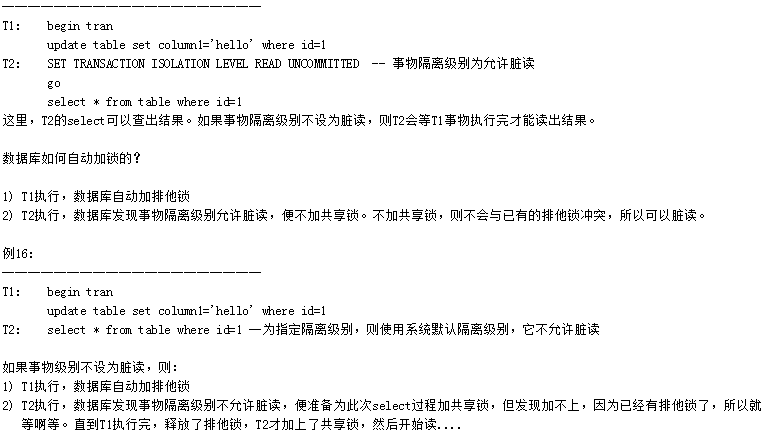 ————————————————————
T1: begin tran
update table set column1='hello' where id=1
T2: SET TRANSACTION ISOLATION LEVEL READ UNCOMMITTED -- 事物隔离级别为允许脏读
go
select * from table where id=1
这里，T2的select可以查出结果。如果事物隔离级别不设为脏读，则T2会等T1事物执行完才能读出结果。
数据库如何自动加锁的？
1) T1执行，数据库自动加排他锁
2) T2执行，数据库发现事物隔离级别允许脏读，便不加共享锁。不加共享锁，则不会与已有的排他锁冲突，所以可以脏读。
例16：
————————————————————
T1: begin tran
update table set column1='hello' where id=1
T2: select * from table where id=1 —为指定隔离级别，则使用系统默认隔离级别，它不允许脏读
如果事物级别不设为脏读，则：
1) T1执行，数据库自动加排他锁
2) T2执行，数据库发现事物隔离级别不允许脏读，便准备为此次select过程加共享锁，但发现加不上，因为已经有排他锁了，所以就
等啊等。直到T1执行完，释放了排他锁，T2才加上了共享锁，然后开始读....